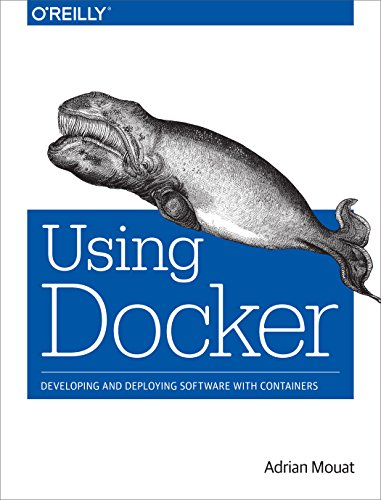 O'REILLY®
Using
Docker
DEVELOPING AND DEPLOYING SOFTWARE WITH CONTAINERS
Adrian Mouat